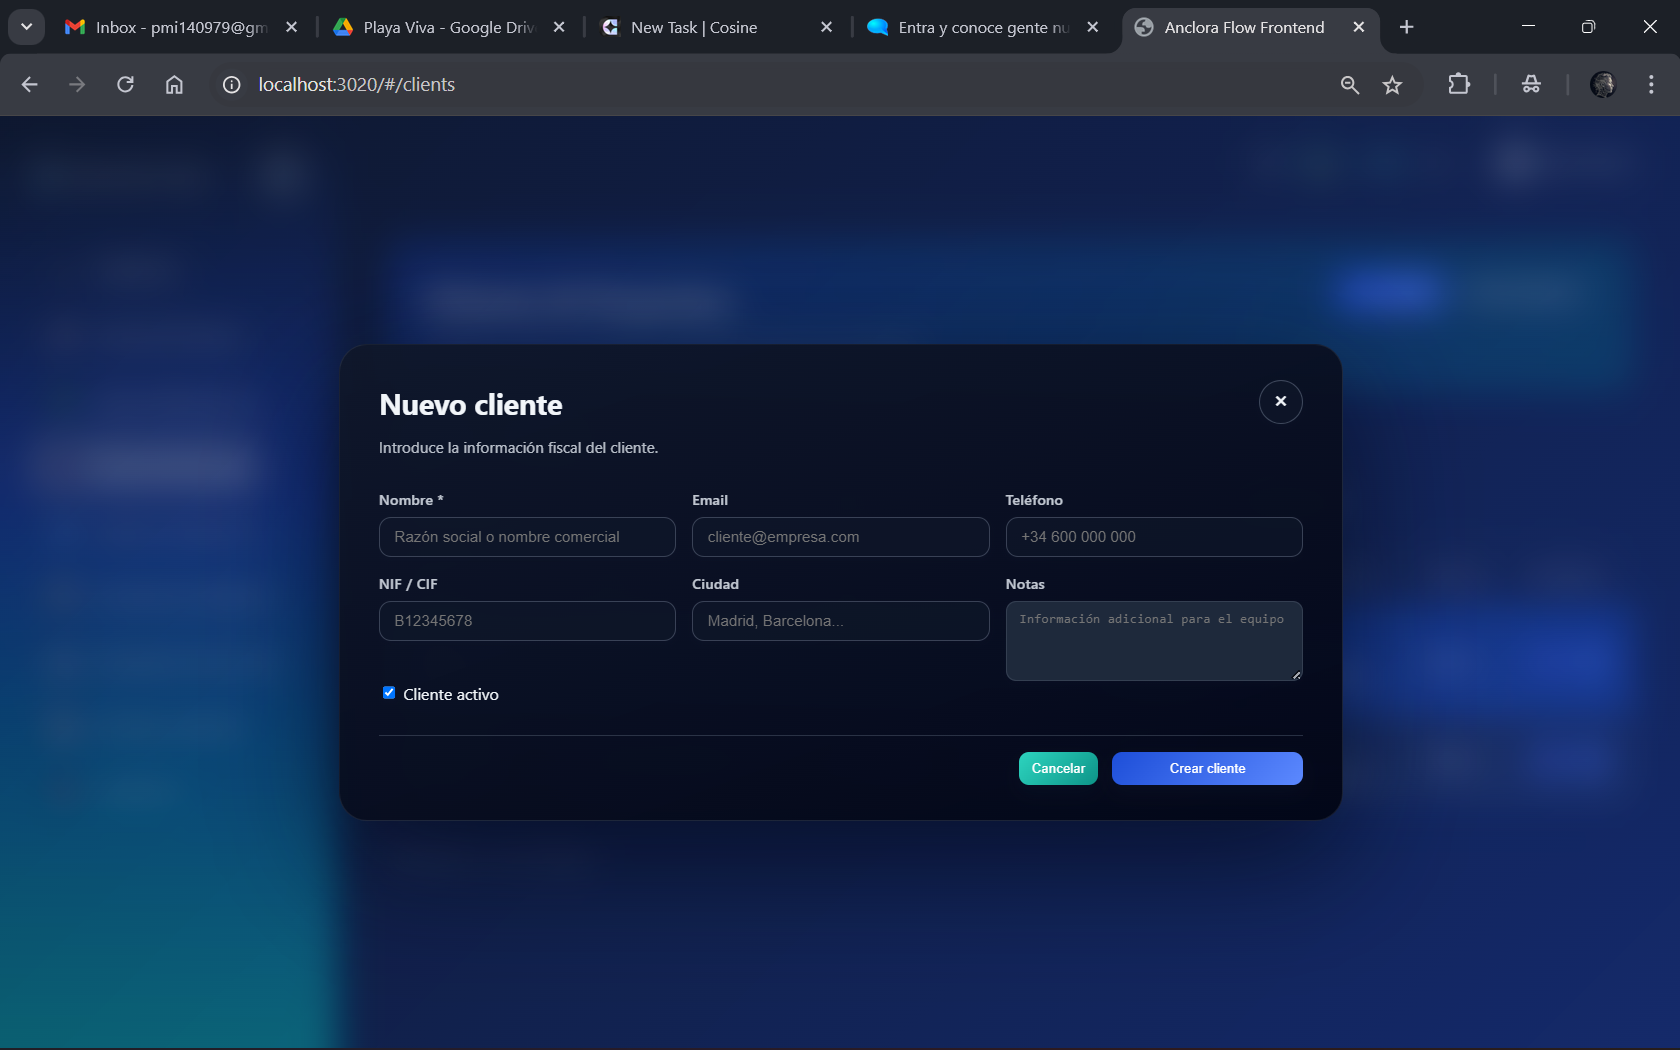 Inbox - pmi140979@gm
Playa Viva - Google Driv
New Task | Cosine
Entra y conoce gente nu
Anclora Flow Frontend
localhost:3020/#/clients
Nuevo cliente
Introduce la información fiscal del cliente.
Nombre *
Email
Teléfono
Razón social o nombre comercial
cliente@empresa.com
+34 600 000 000
NIF / CIF
Ciudad
Notas
B12345678
Madrid, Barcelona...
Información adicional para el equipo
Cliente activo
Cancelar
Crear cliente